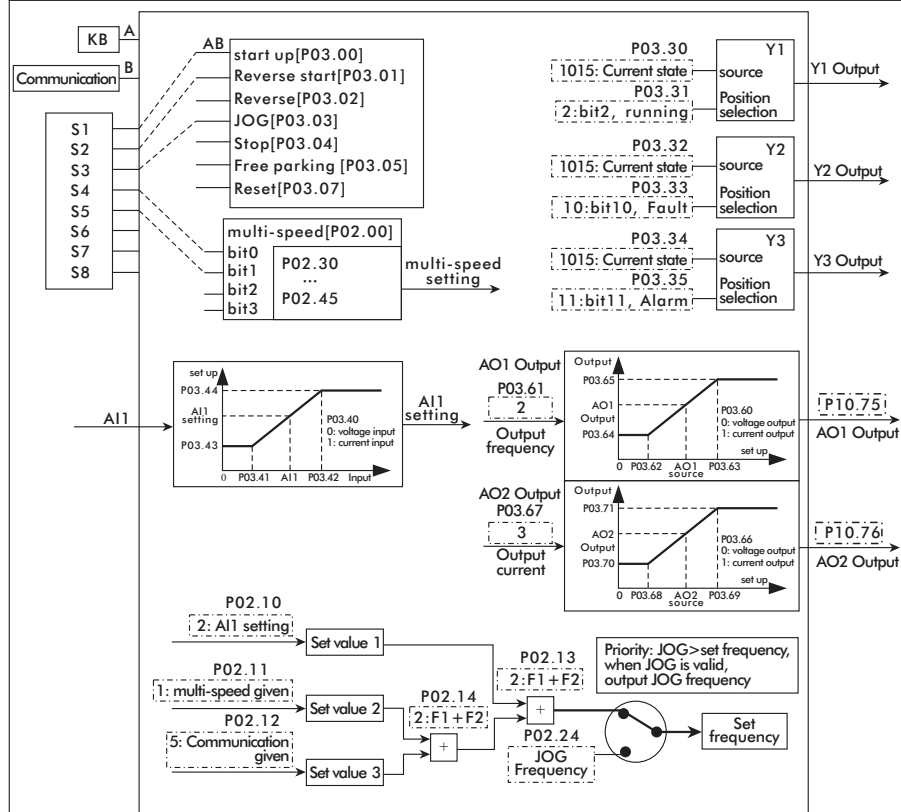 KB
A
Communication
B
S1
S2
S3
S4
S5
S6
S7
S8
AB
start up[P03.00]
Reverse start[P03.01]
Reverse[P03.02]
JOG[P03.03]
Stop[P03.04]
Free parking [P03.05]
Reset[P03.07]
multi-speed[P02.00]
bit0
bit1
bit2
bit3
P02.30
...
P02.45
multi-speed
setting
P03.30
1015: Current state
P03.31
2:bit2, running
Y1
source
Position
selection
Y1 Output
P03.32
1015: Current state
P03.33
10:bit10, Fault
Y2
source
Position
selection
Y2 Output
P03.34
1015: Current state
P03.35
11:bit11, Alarm
Y3
source
Position
selection
Y3 Output
AI1
set up
P03.44
AI1
setting
P03.43
P03.40
0: voltage input
1: current input
0
P03.41
AI1
P03.42
Input
AI1
setting
AO1 Output
P03.61
2
Output
frequency
Output
P03.65
AO1
Output
P03.64
P03.60
0: voltage output
1: current output
set up
0
P03.62
AO1
source
P03.63
P10.75
AO1 Output
AO2 Output
P03.67
3
Output
current
Output
P03.71
AO2
Output
P03.70
P03.66
0: voltage output
1: current output
set up
0
P03.68
AO2
source
P03.69
P10.76
AO2 Output
P02.10
2: AI1 setting
Set value 1
P02.11
1: multi-speed given
Set value 2
P02.12
5: Communication
given
Set value 3
P02.14
2:F1+F2
+
P02.13
2:F1+F2
+
P02.24
JOG
Frequency
Priority: JOG>set frequency,
when JOG is valid,
output JOG frequency
Set
frequency